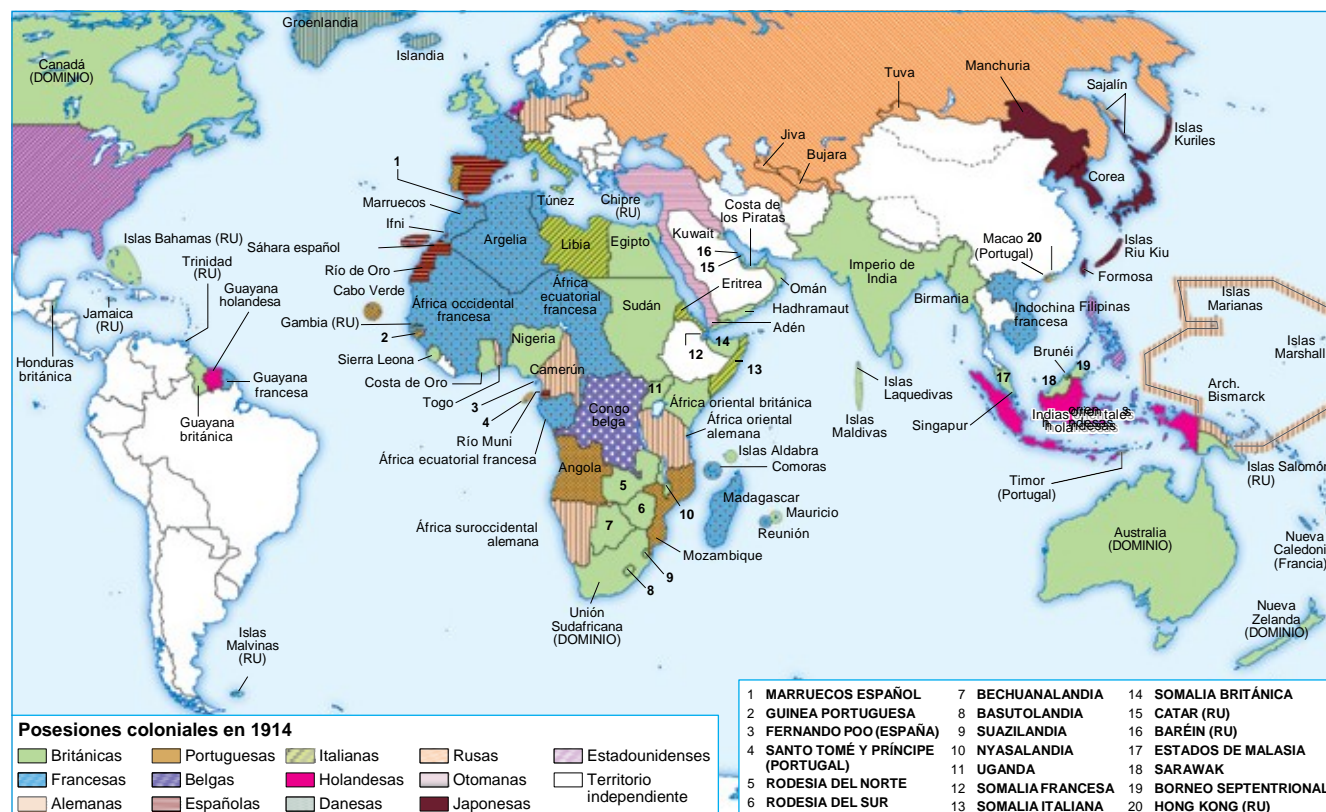 Groenlandia
Islandia
Canadá
(DOMINIO)
Tuva
Manchuria
Sajalín
Islas
Kuriles
Jiva
Bujara
Corea
1
Marruecos
Ifni
Sáhara español
Túnez
Chipre
(RU)
Costa de
los Piratas
Kuwait
16
15
Macao 20
(Portugal)
Islas
Riu Kiu
Formosa
Islas Bahamas (RU)
Trinidad
(RU)
Guayana
holandesa
Jamaica
(RU)
Honduras
británica
Guayana
británica
Guayana
francesa
Río de Oro
Cabo Verde
Gambia (RU)
2
Sierra Leona
Costa de Oro
Togo
3
4
Río Muni
África ecuatorial francesa
Argelia
Libia
Egipto
África occidental
francesa
África
ecuatorial
francesa
Sudán
Eritrea
Omán
Hadhramaut
Adén
Nigeria
Camerún
12
14
13
11
Congo
belga
África oriental británica
África oriental
alemana
Imperio de
India
Birmania
Indochina
francesa
Filipinas
Islas
Marianas
Islas
Marshall
Brunéi
19
18
17
Singapur
Islas
Laquedivas
Islas
Maldivas
Indias orientales
holandesas
Arch.
Bismarck
Islas Salomón
(RU)
Timor
(Portugal)
Angola
5
6
7
10
Islas Aldabra
Comoras
Madagascar
Mauricio
Reunión
Mozambique
África suroccidental
alemana
9
8
Unión
Sudafricana
(DOMINIO)
Australia
(DOMINIO)
Nueva
Caledoni
(Francia)
Nueva
Zelanda
(DOMINIO)
Islas
Malvinas
(RU)
Posesiones coloniales en 1914
Británicas
Portuguesas
Italianas
Rusas
Estadounidenses
Francesas
Belgas
Holandesas
Otomanas
Territorio
independiente
Alemanas
Españolas
Danesas
Japonesas
1 MARRUECOS ESPAÑOL
2 GUINEA PORTUGUESA
3 FERNANDO POO (ESPAÑA)
4 SANTO TOMÉ Y PRÍNCIPE
(PORTUGAL)
5 RODESIA DEL NORTE
6 RODESIA DEL SUR
7 BECHUANALANDIA
8 BASUTOLANDIA
9 SUAZILANDIA
10 NYASALANDIA
11 UGANDA
12 SOMALIA FRANCESA
13 SOMALIA ITALIANA
14 SOMALIA BRITÁNICA
15 CATAR (RU)
16 BARÉIN (RU)
17 ESTADOS DE MALASIA
18 SARAWAK
19 BORNEO SEPTENTRIONAL
20 HONG KONG (RU)